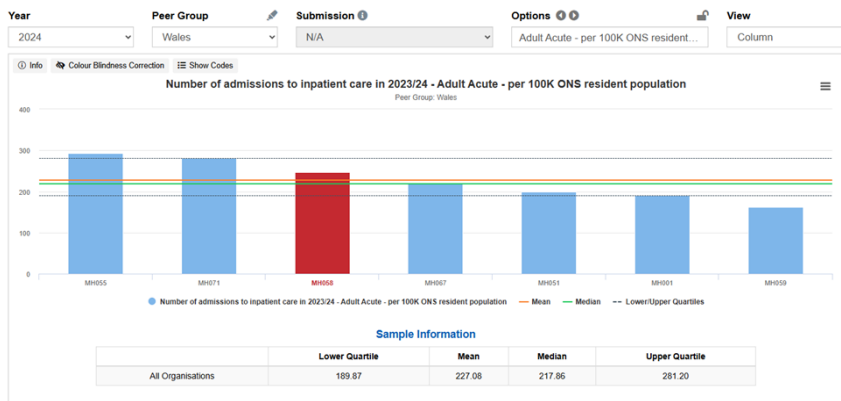 Year Peer Group Submission Options View
2024 Wales N/A Adult Acute - per 100K ONS resident... Column
Info Colour Blindness Correction Show Codes
Number of admissions to inpatient care in 2023/24 - Adult Acute - per 100K ONS resident population
Peer Group: Wales
400
300
200
100
0
MH055 MH071 MH058 MH067 MH051 MH001 MH059
Number of admissions to inpatient care in 2023/24 - Adult Acute - per 100K ONS resident population Mean Median Lower/Upper Quartiles
Sample Information
Lower Quartile Mean Median Upper Quartile
All Organisations 189.87 227.08 217.86 281.20